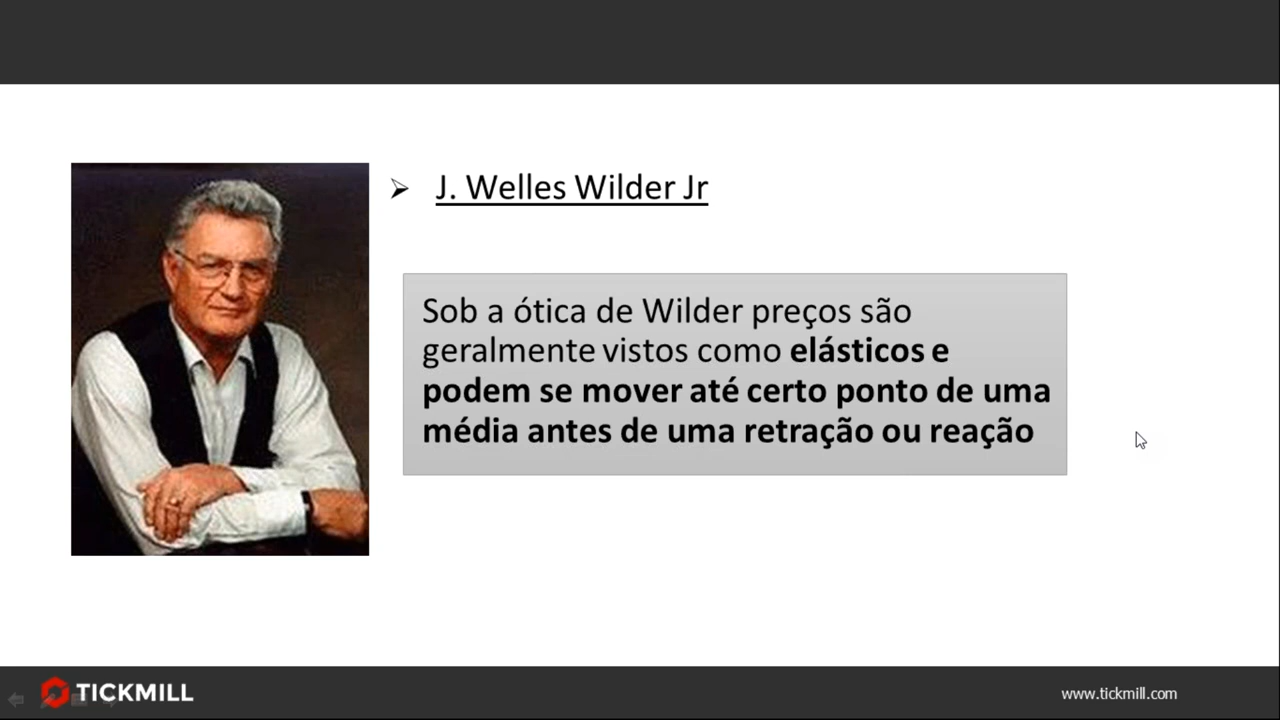 J. Welles Wilder Jr
Sob a ótica de Wilder preços são
geralmente vistos como elásticos e
podem se mover até certo ponto de uma
média antes de uma retração ou reação
TICKMILL
www.tickmill.com